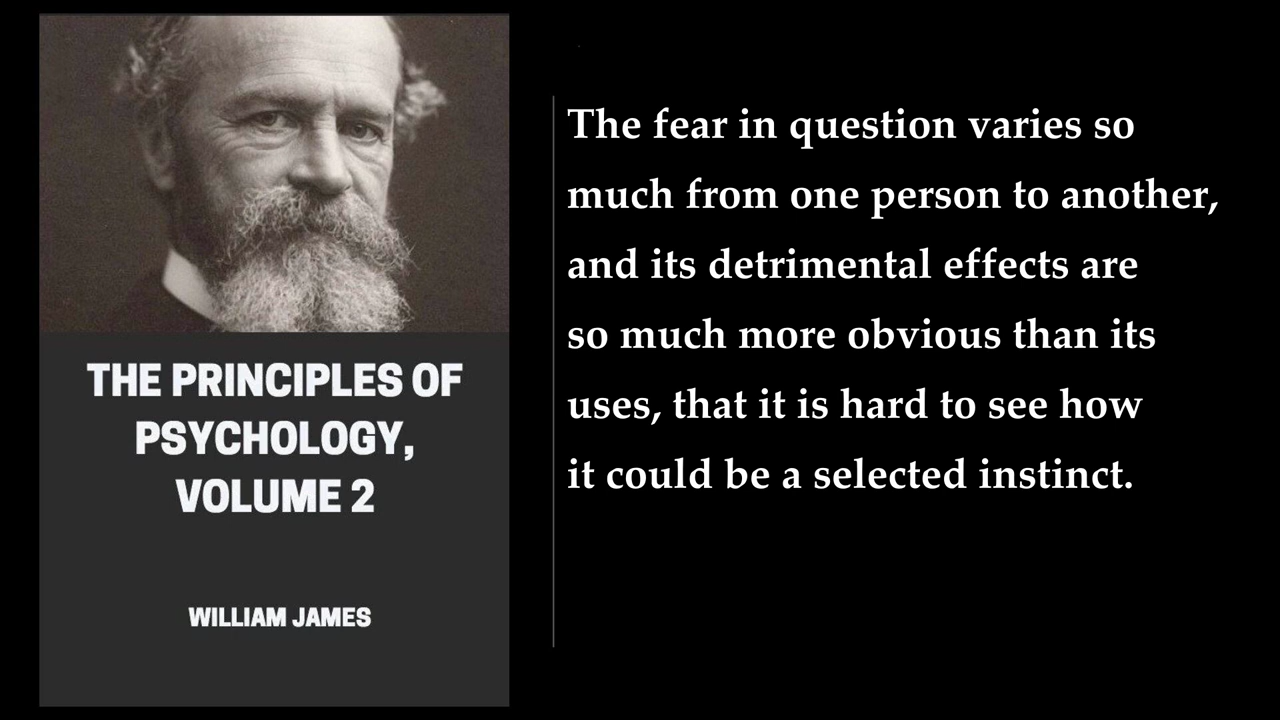 THE PRINCIPLES OF
PSYCHOLOGY,
VOLUME 2
WILLIAM JAMES
The fear in question varies so
much from one person to another,
and its detrimental effects are
so much more obvious than its
uses, that it is hard to see how
it could be a selected instinct.